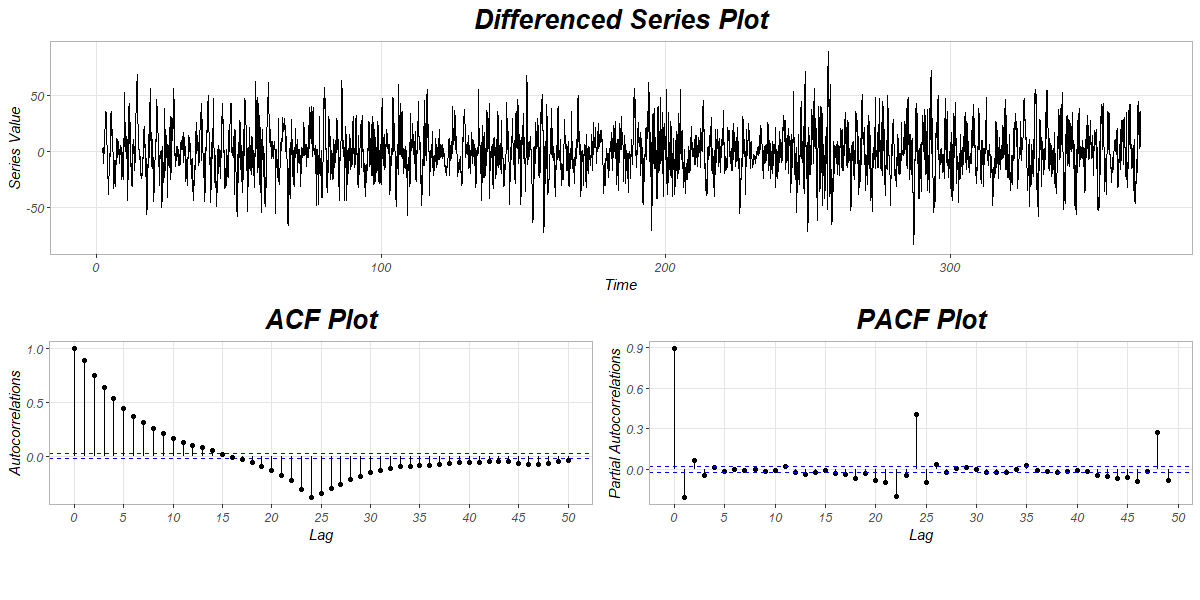 Differenced Series Plot
Series Value
50
0
-50
0 100 200 300
Time
ACF Plot
Autocorrelations
1.0
0.5
0.0
0 5 10 15 20 25 30 35 40 45 50
Lag
PACF Plot
Partial Autocorrelations
0.9
0.6
0.3
0.0
0 5 10 15 20 25 30 35 40 45 50
Lag